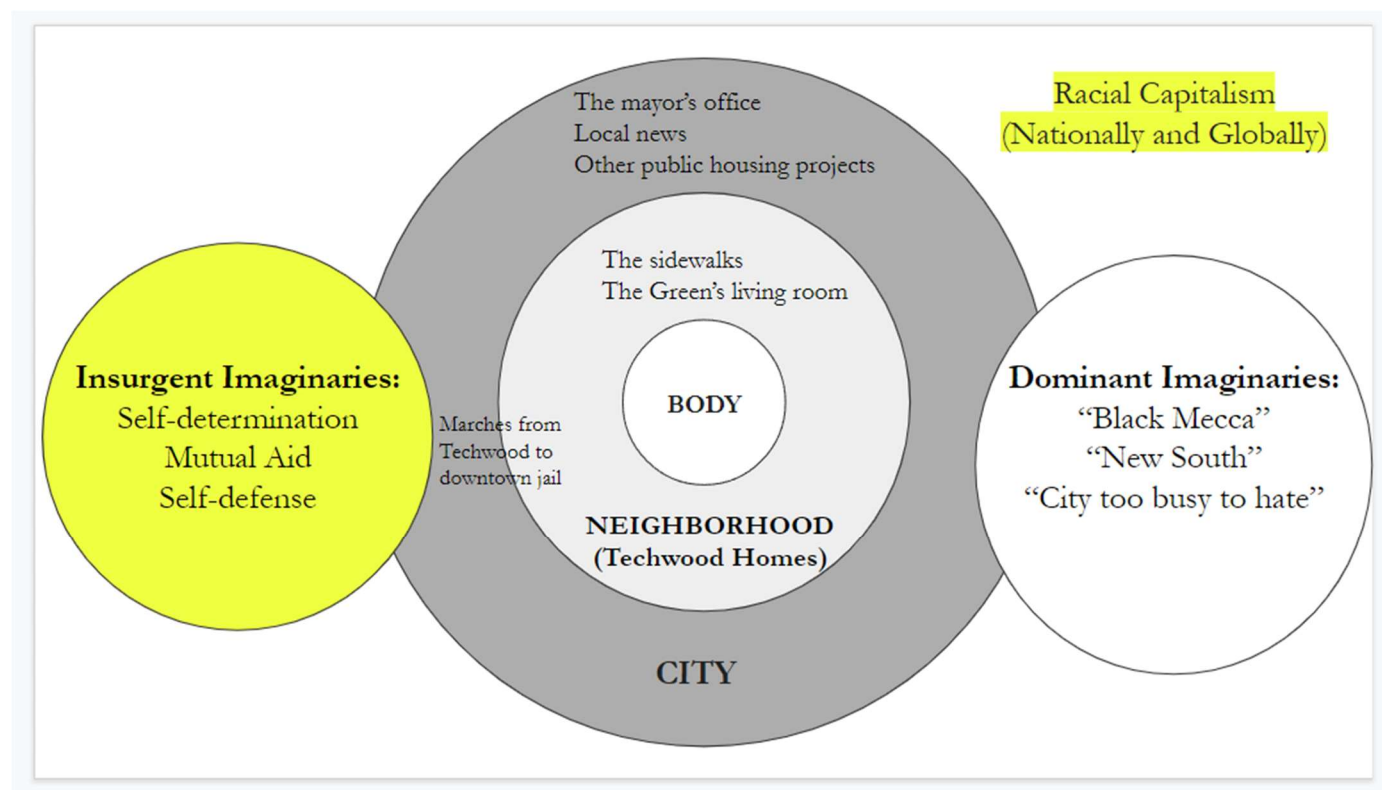 The mayor’s office
Local news
Other public housing projects
Racial Capitalism
(Nationally and Globally)
The sidewalks
The Green’s living room
Insurgent Imaginaries:
Self-determination
Mutual Aid
Self-defense
Marches from
Techwood to
downtown jail
BODY
Dominant Imaginaries:
“Black Mecca”
“New South”
“City too busy to hate”
NEIGHBORHOOD
(Techwood Homes)
CITY